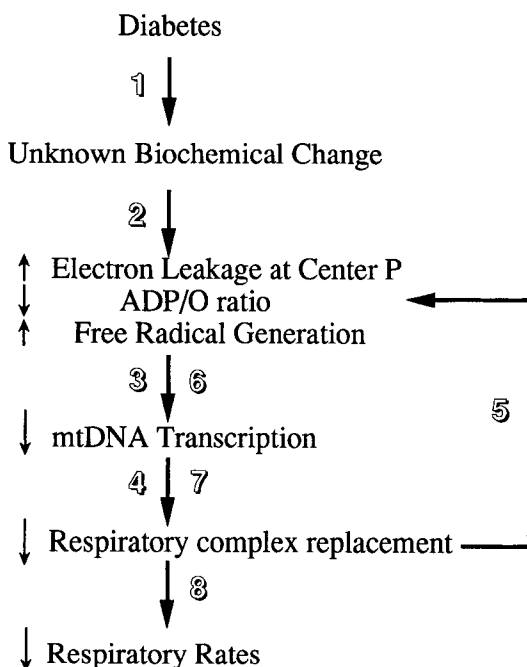 Diabetes
1
Unknown Biochemical Change
2
↑ Electron Leakage at Center P
↓ ADP/O ratio
↑ Free Radical Generation
3 6
5
↓ mtDNA Transcription
4 7
↓ Respiratory complex replacement
8
↓ Respiratory Rates